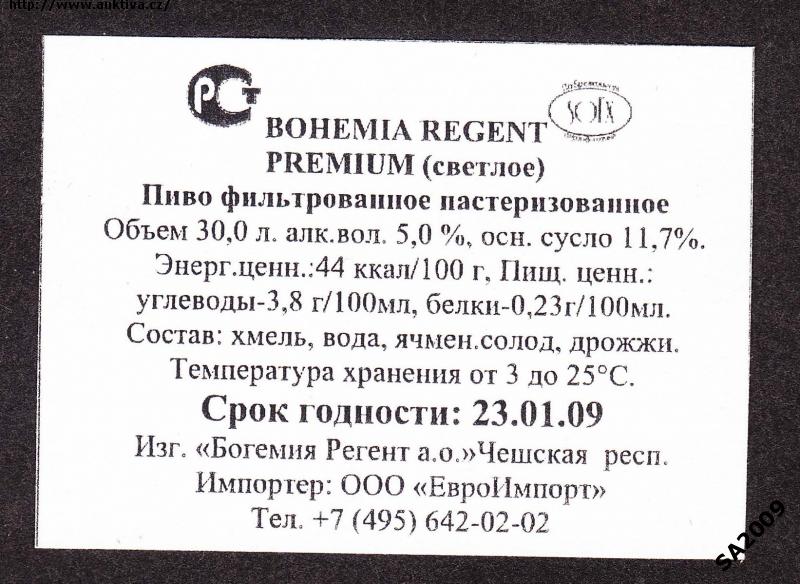 http://www.auktiva.cz/
РСТ
BOHEMIA REGENT
PREMIUM (светлое)
Пиво фильтрованное пастеризованное
Объем 30,0 л. алк.вол. 5,0 %, осн. сусло 11,7%.
Энерг.ценн.:44 ккал/100 г, Пищ. ценн.:
углеводы-3,8 г/100мл, белки-0,23г/100мл.
Состав: хмель, вода, ячмен.солод, дрожжи.
Температура хранения от 3 до 25°С.
Срок годности: 23.01.09
Изг. «Богемия Регент а.о.»Чешская респ.
Импортер: ООО «ЕвроИмпорт»
Тел. +7 (495) 642-02-02
SA2009